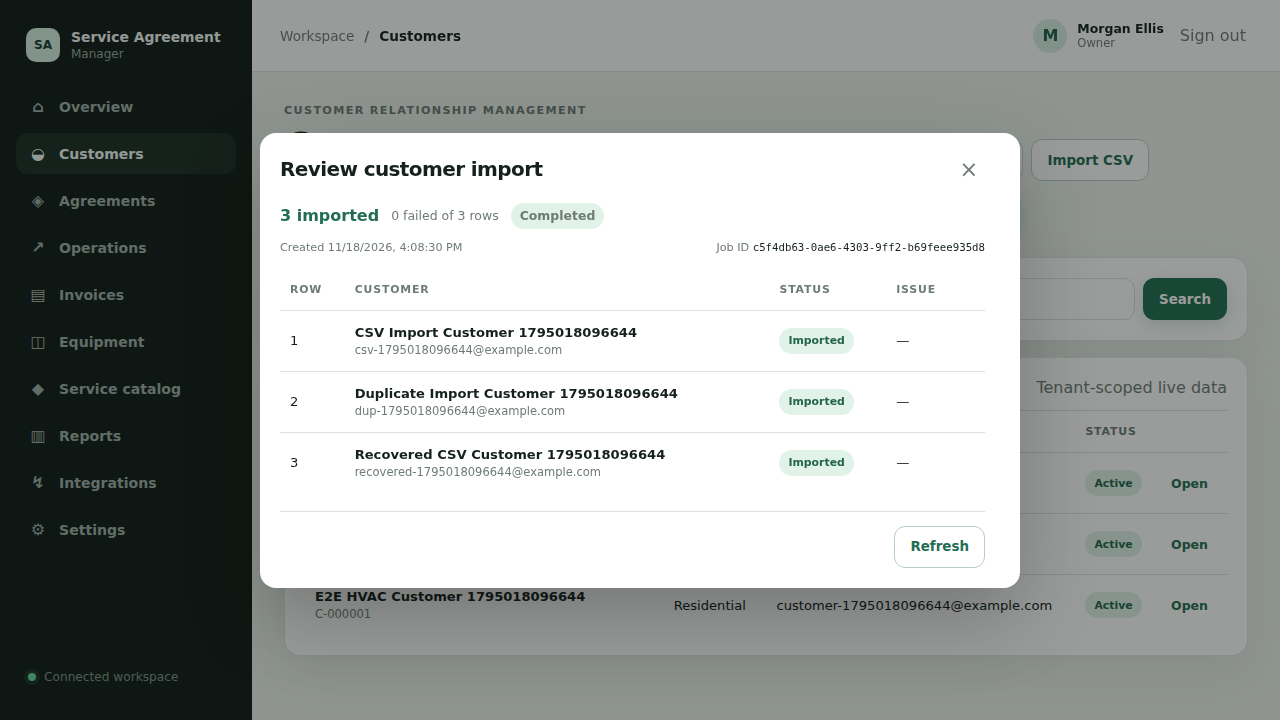 SA
Service Agreement
Manager
Overview
Customers
Agreements
Operations
Invoices
Equipment
Service catalog
Reports
Integrations
Settings
Connected workspace
Workspace / Customers
M
Morgan Ellis
Owner
Sign out
CUSTOMER RELATIONSHIP MANAGEMENT
Import CSV
Search
Tenant-scoped live data
STATUS
Active Open
Active Open
E2E HVAC Customer 1795018096644
C-000001
Residential
customer-1795018096644@example.com
Active Open
Review customer import
×
3 imported 0 failed of 3 rows Completed
Created 11/18/2026, 4:08:30 PM
Job ID c5f4db63-0ae6-4303-9ff2-b69feee935d8
ROW CUSTOMER STATUS ISSUE
1 CSV Import Customer 1795018096644 Imported —
csv-1795018096644@example.com
2 Duplicate Import Customer 1795018096644 Imported —
dup-1795018096644@example.com
3 Recovered CSV Customer 1795018096644 Imported —
recovered-1795018096644@example.com
Refresh